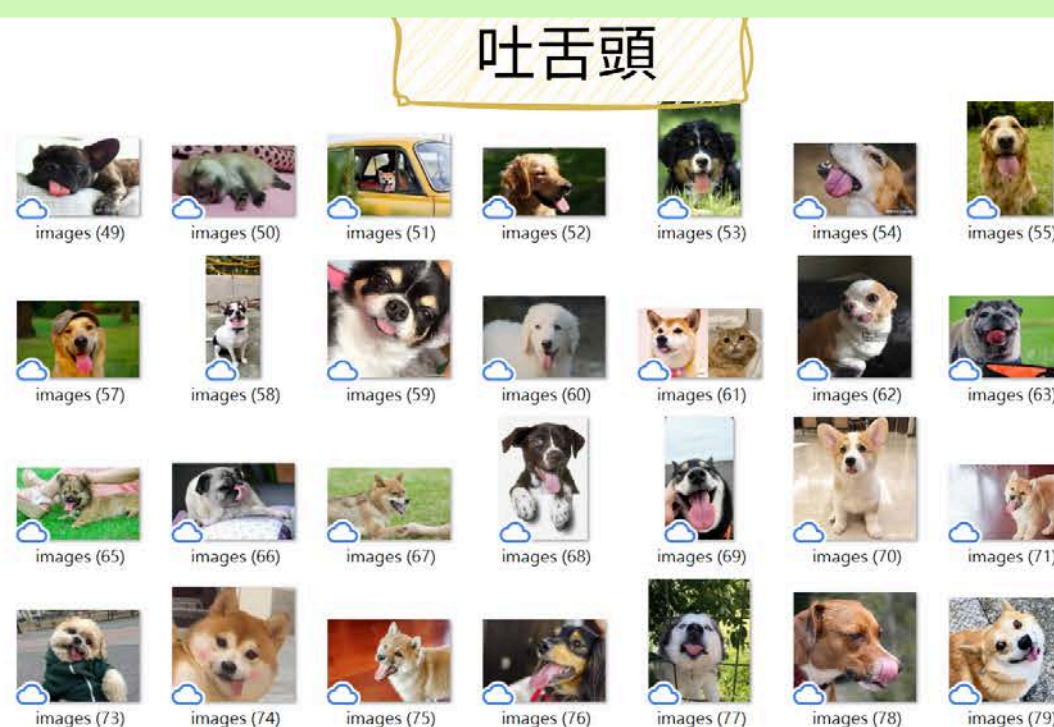 吐舌頭
images (49)
images (50)
images (51)
images (52)
images (53)
images (54)
images (55)
images (57)
images (58)
images (59)
images (60)
images (61)
images (62)
images (63)
images (65)
images (66)
images (67)
images (68)
images (69)
images (70)
images (71)
images (73)
images (74)
images (75)
images (76)
images (77)
images (78)
images (79)